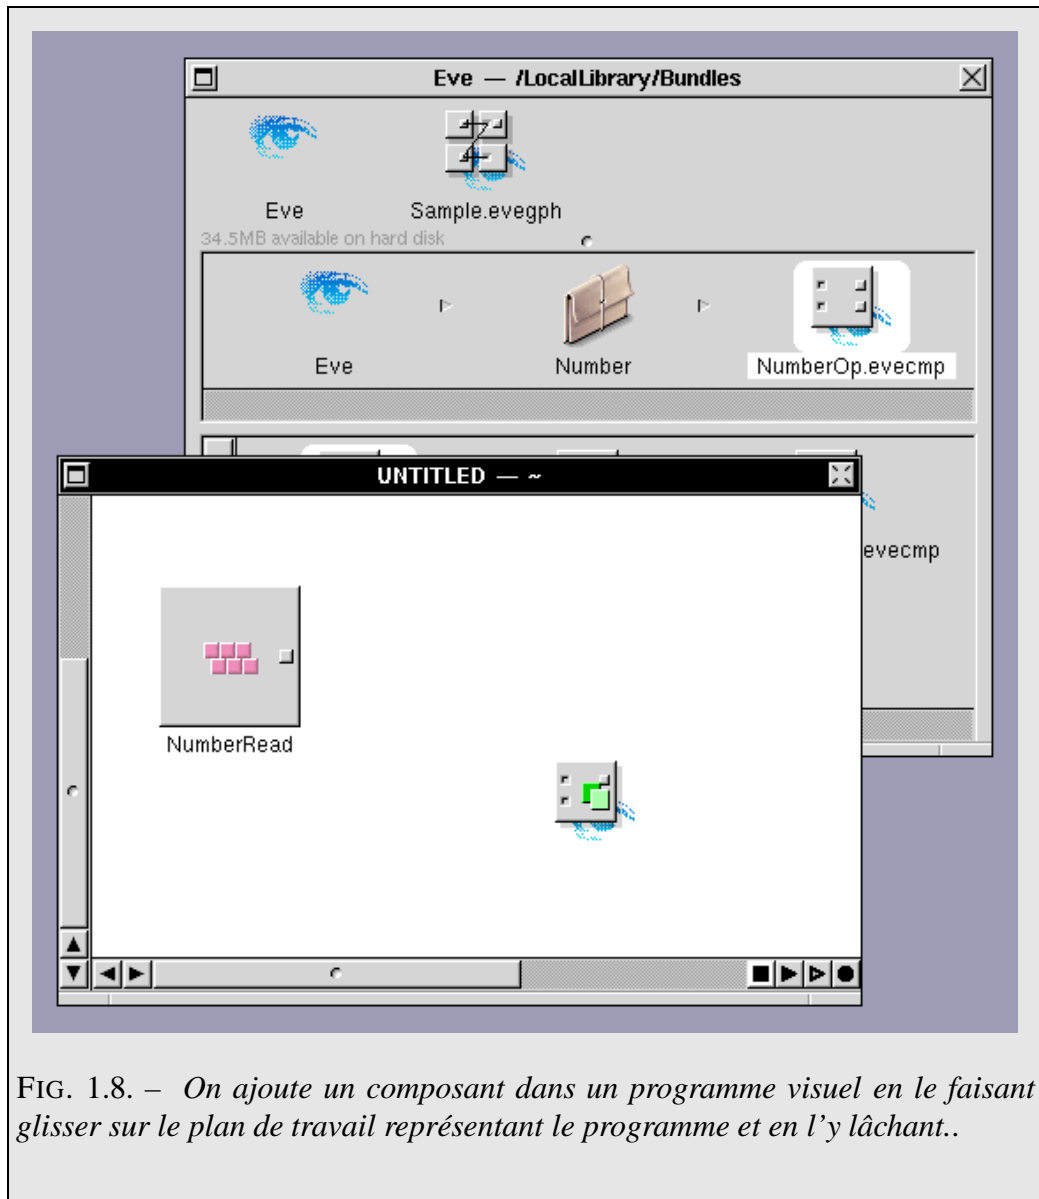 Eve — /LocalLibrary/Bundles
Eve Sample.evegph
34.5MB available on hard disk
Eve Number NumberOp.evecmp
UNTITLED — ~
evecmp
NumberRead
FIG. 1.8. – On ajoute un composant dans un programme visuel en le faisant
glisser sur le plan de travail représentant le programme et en l'y lâchant..